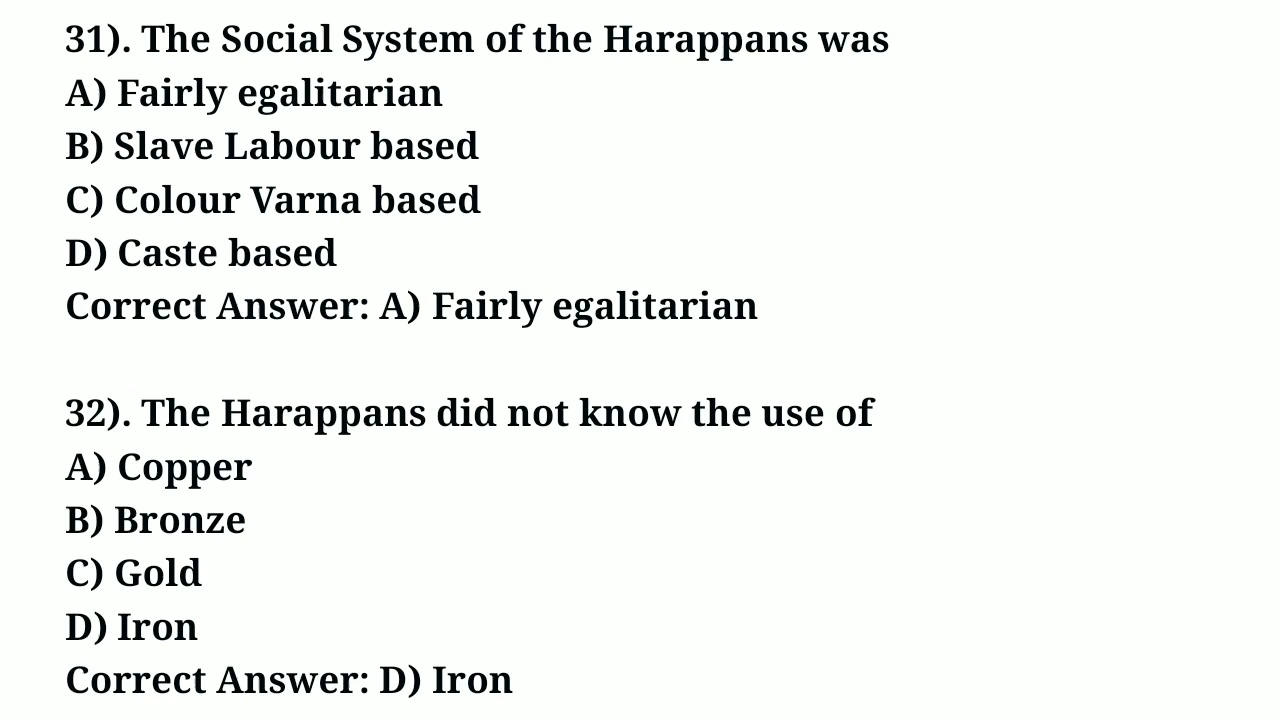 31). The Social System of the Harappans was
A) Fairly egalitarian
B) Slave Labour based
C) Colour Varna based
D) Caste based
Correct Answer: A) Fairly egalitarian
32). The Harappans did not know the use of
A) Copper
B) Bronze
C) Gold
D) Iron
Correct Answer: D) Iron